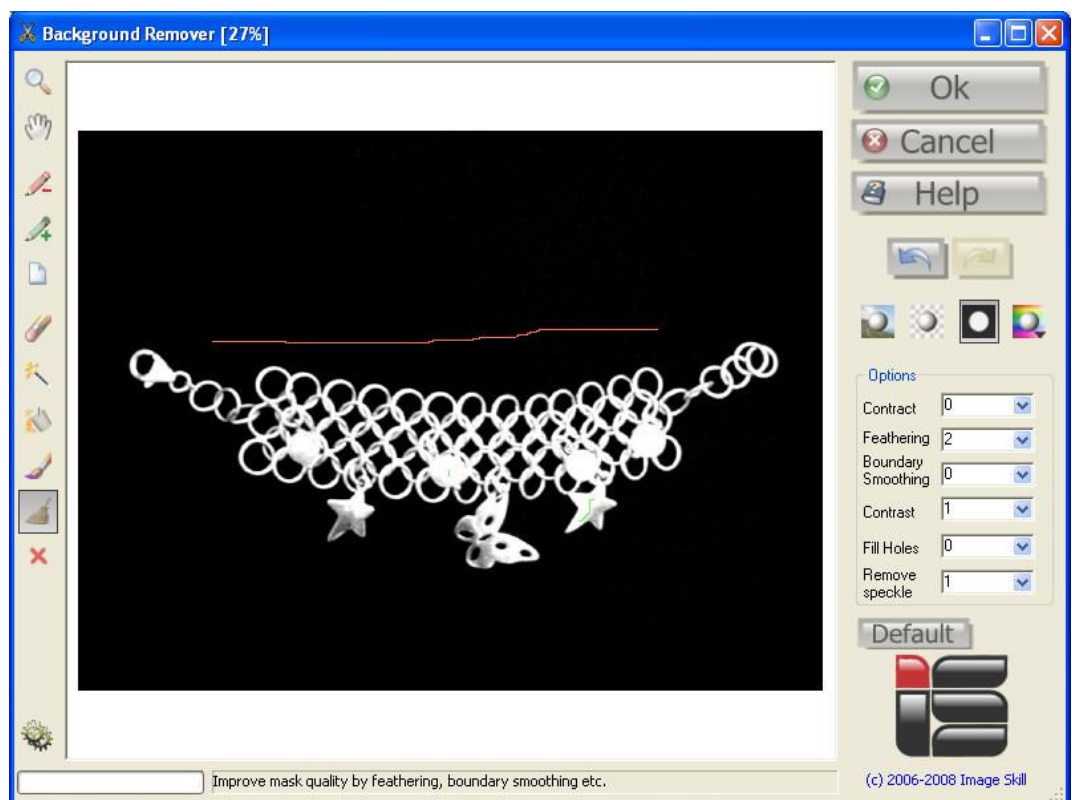 Background Remover [27%]
Ok
Cancel
Help
Options
Contract 0
Feathering 2
Boundary
Smoothing 0
Contrast 1
Fill Holes 0
Remove
speckle 1
Default
Improve mask quality by feathering, boundary smoothing etc.
(c) 2006-2008 Image Skill